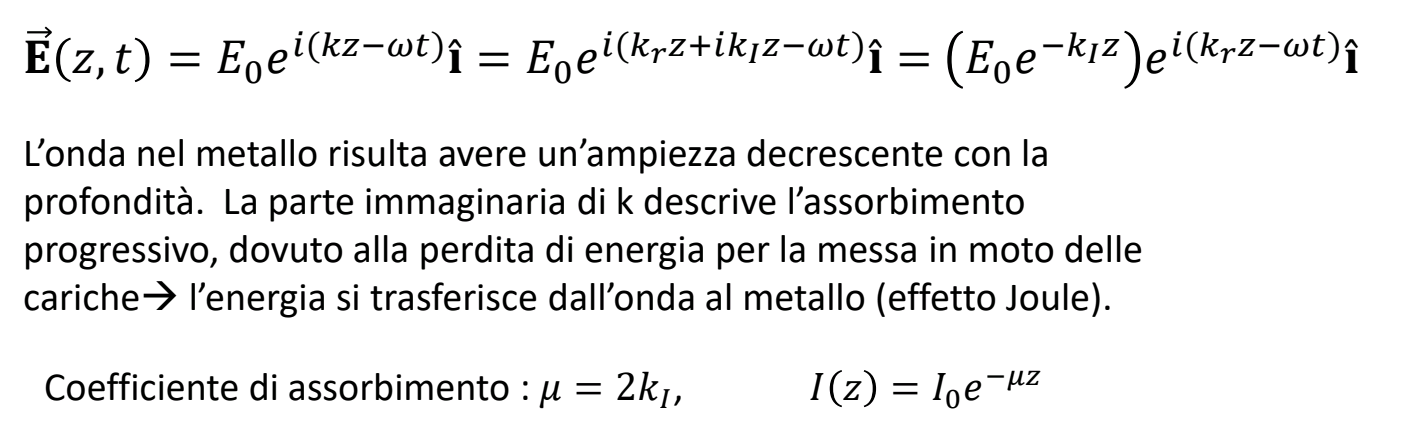 𝐄⃗(z, t) = E₀e^{i(kz−ωt)}î = E₀e^{i(k_r z+ik_I z−ωt)}î = (E₀e^{−k_I z})e^{i(k_r z−ωt)}î
L’onda nel metallo risulta avere un’ampiezza decrescente con la
profondità. La parte immaginaria di k descrive l’assorbimento
progressivo, dovuto alla perdita di energia per la messa in moto delle
cariche→ l’energia si trasferisce dall’onda al metallo (effetto Joule).
Coefficiente di assorbimento : μ = 2k_I, I(z) = I₀e^{−μz}